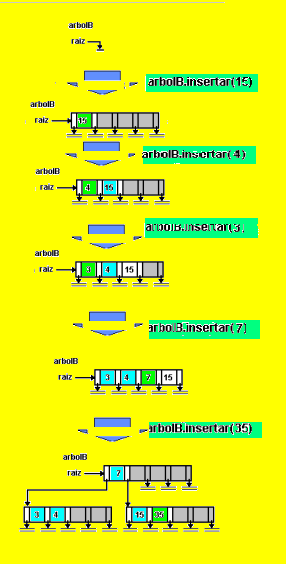 arbolB
raiz
arbolB.insertar(15)
arbolB
raiz
15
arbolB.insertar(4)
arbolB
raiz
4 15
arbolB.insertar(3.
arbolB
raiz
3 4 15
arbolB.insertar(7)
arbolB
raiz
3 4 7 15
arbolB.insertar(35)
arbolB
raiz
7
3 4 15 35